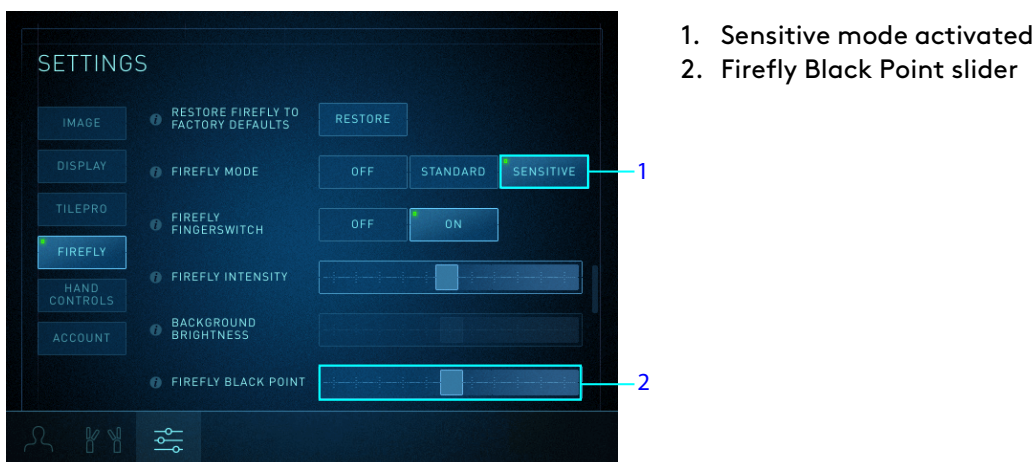 SETTINGS
IMAGE
DISPLAY
TILEPRO
FIREFLY
HAND
CONTROLS
ACCOUNT
RESTORE FIREFLY TO
FACTORY DEFAULTS
RESTORE
FIREFLY MODE
OFF
STANDARD
SENSITIVE
1
FIREFLY
FINGERSWITCH
OFF
ON
FIREFLY INTENSITY
BACKGROUND
BRIGHTNESS
FIREFLY BLACK POINT
2
1. Sensitive mode activated
2. Firefly Black Point slider